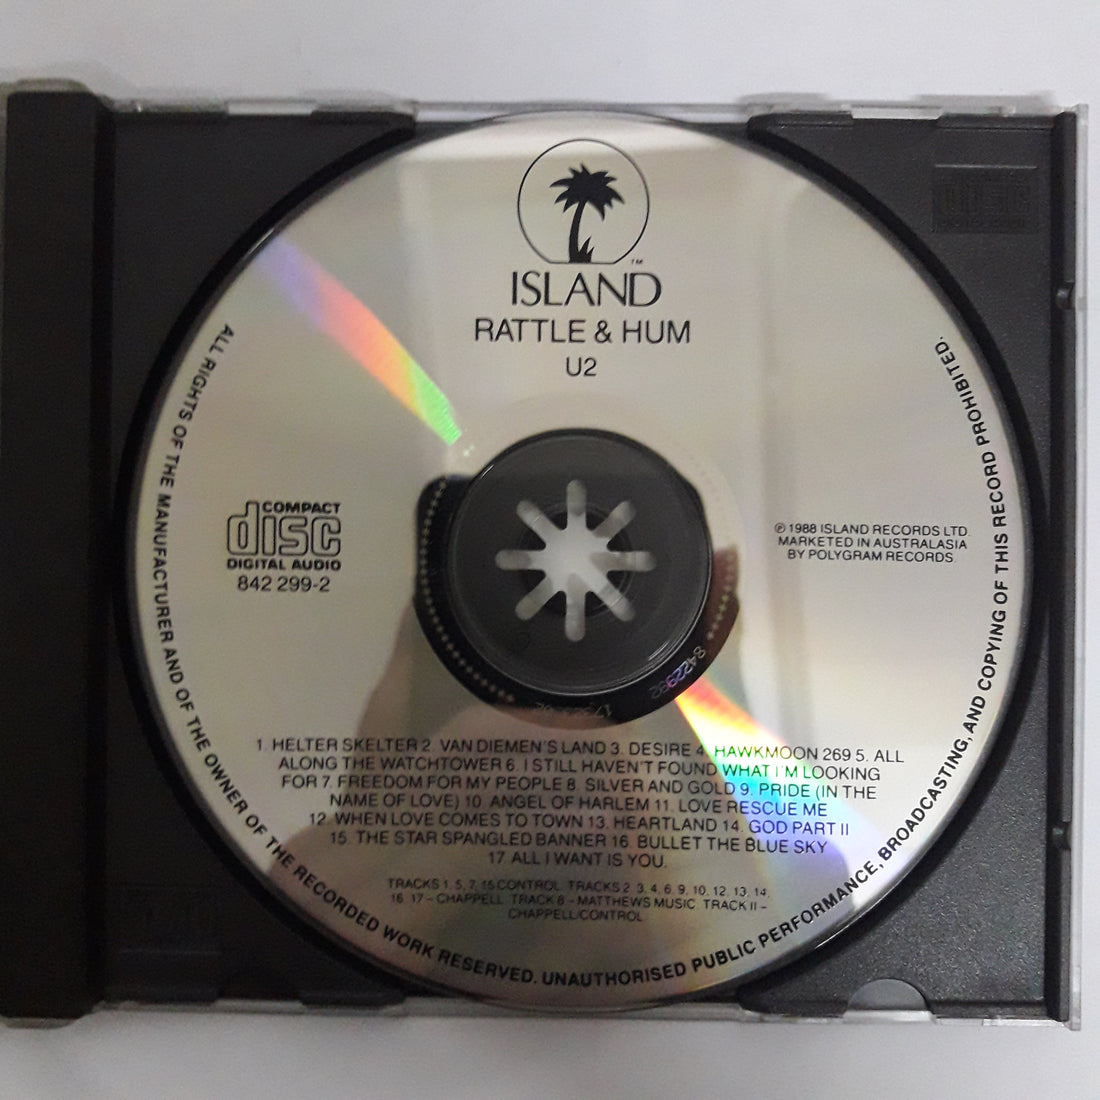 ™
ISLAND
RATTLE & HUM
U2
COMPACT
disc
DIGITAL AUDIO
842 299-2
℗ 1988 ISLAND RECORDS LTD.
MARKETED IN AUSTRALASIA
BY POLYGRAM RECORDS
1. HELTER SKELTER 2. VAN DIEMEN'S LAND 3. DESIRE 4. HAWKMOON 269 5. ALL
ALONG THE WATCHTOWER 6. I STILL HAVEN'T FOUND WHAT I'M LOOKING
FOR 7. FREEDOM FOR MY PEOPLE 8. SILVER AND GOLD 9. PRIDE (IN THE
NAME OF LOVE) 10. ANGEL OF HARLEM 11. LOVE RESCUE ME
12. WHEN LOVE COMES TO TOWN 13. HEARTLAND 14. GOD PART II
15. THE STAR SPANGLED BANNER 16. BULLET THE BLUE SKY
17 ALL I WANT IS YOU.
TRACKS 1, 5, 7, 15 CONTROL. TRACKS 2, 3, 4, 6, 9, 10, 12, 13, 14,
16, 17 – CHAPPELL. TRACK 8 – MATTHEWS MUSIC. TRACK II –
CHAPPELL/CONTROL
ALL RIGHTS OF THE MANUFACTURER AND OF THE OWNER OF THE RECORDED WORK RESERVED. UNAUTHORISED PUBLIC PERFORMANCE, BROADCASTING, AND COPYING OF THIS RECORD PROHIBITED.